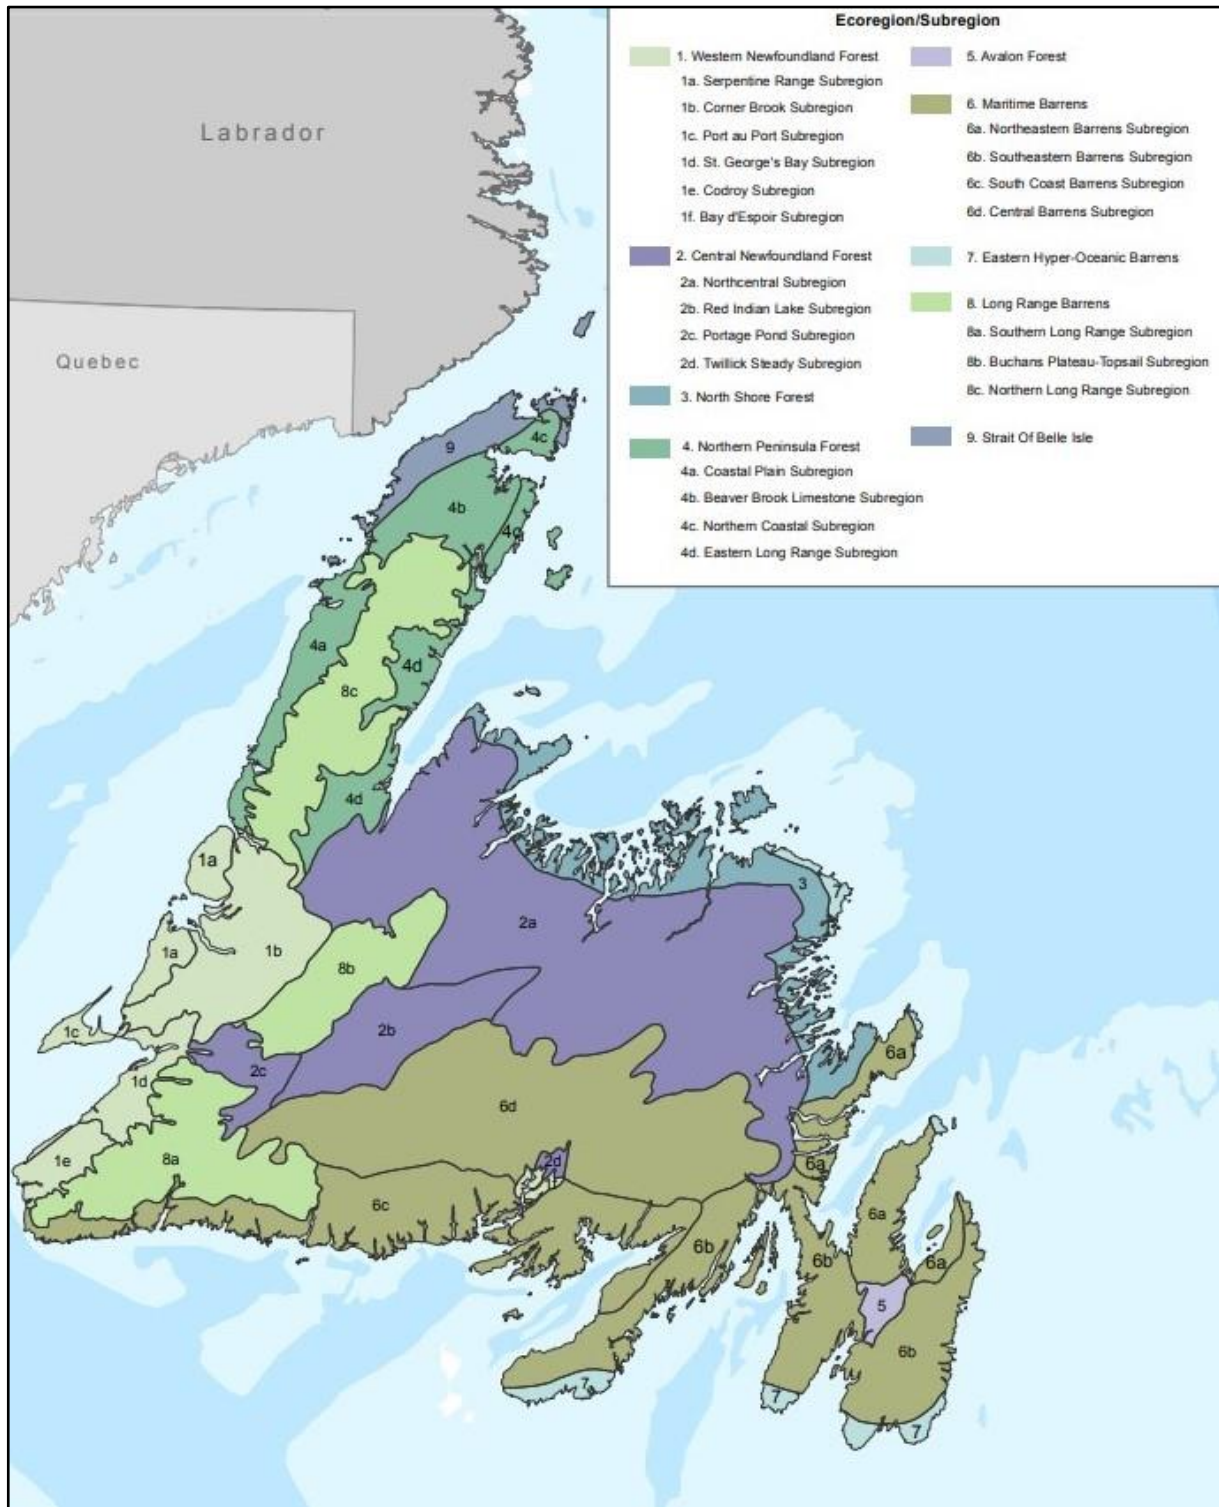 Ecoregion/Subregion
1. Western Newfoundland Forest
1a. Serpentine Range Subregion
1b. Corner Brook Subregion
1c. Port au Port Subregion
1d. St. George's Bay Subregion
1e. Codroy Subregion
1f. Bay d'Espoir Subregion
2. Central Newfoundland Forest
2a. Northcentral Subregion
2b. Red Indian Lake Subregion
2c. Portage Pond Subregion
2d. Twillick Steady Subregion
3. North Shore Forest
4. Northern Peninsula Forest
4a. Coastal Plain Subregion
4b. Beaver Brook Limestone Subregion
4c. Northern Coastal Subregion
4d. Eastern Long Range Subregion
5. Avalon Forest
6. Maritime Barrens
6a. Northeastern Barrens Subregion
6b. Southeastern Barrens Subregion
6c. South Coast Barrens Subregion
6d. Central Barrens Subregion
7. Eastern Hyper-Oceanic Barrens
8. Long Range Barrens
8a. Southern Long Range Subregion
8b. Buchans Plateau-Topsail Subregion
8c. Northern Long Range Subregion
9. Strait Of Belle Isle
Labrador
Quebec
4c
9
4b
4c
4a
4d
8c
4d
1a
3
7
2a
1a
1b
8b
1c
2b
6a
2c
1d
6d
1e
8a
2d
6a
6c
6a
6b
6b
6a
5
6b
7
7
7